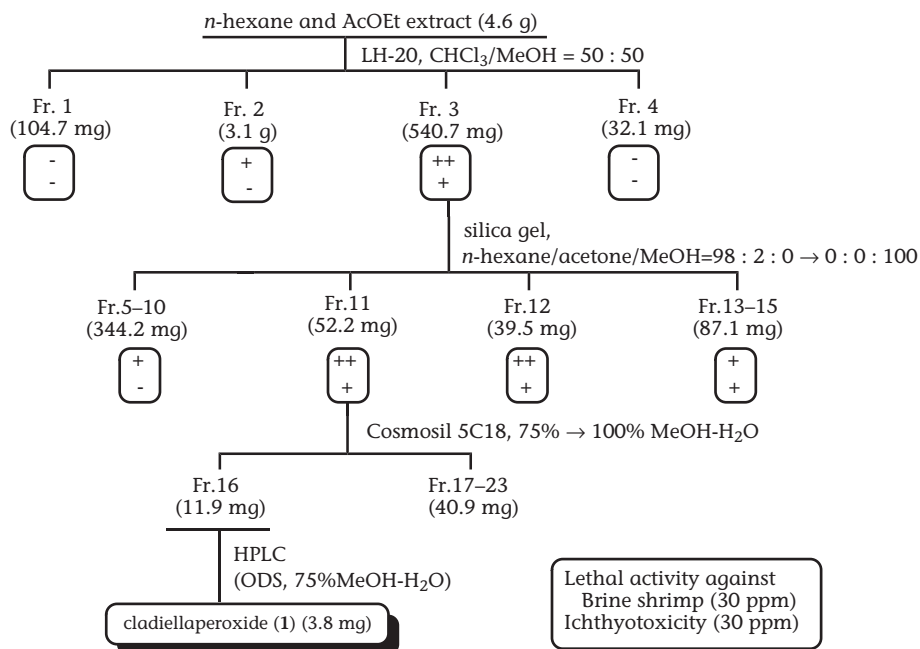 n-hexane and AcOEt extract (4.6 g)
LH-20, CHCl₃/MeOH = 50 : 50
Fr. 1
(104.7 mg)
-
-
Fr. 2
(3.1 g)
+
-
Fr. 3
(540.7 mg)
++
+
Fr. 4
(32.1 mg)
-
-
silica gel,
n-hexane/acetone/MeOH=98 : 2 : 0 → 0 : 0 : 100
Fr.5–10
(344.2 mg)
+
-
Fr.11
(52.2 mg)
++
+
Fr.12
(39.5 mg)
++
+
Fr.13–15
(87.1 mg)
+
+
Cosmosil 5C18, 75% → 100% MeOH-H₂O
Fr.16
(11.9 mg)
Fr.17–23
(40.9 mg)
HPLC
(ODS, 75%MeOH-H₂O)
cladiellaperoxide (1) (3.8 mg)
Lethal activity against
Brine shrimp (30 ppm)
Ichthyotoxicity (30 ppm)